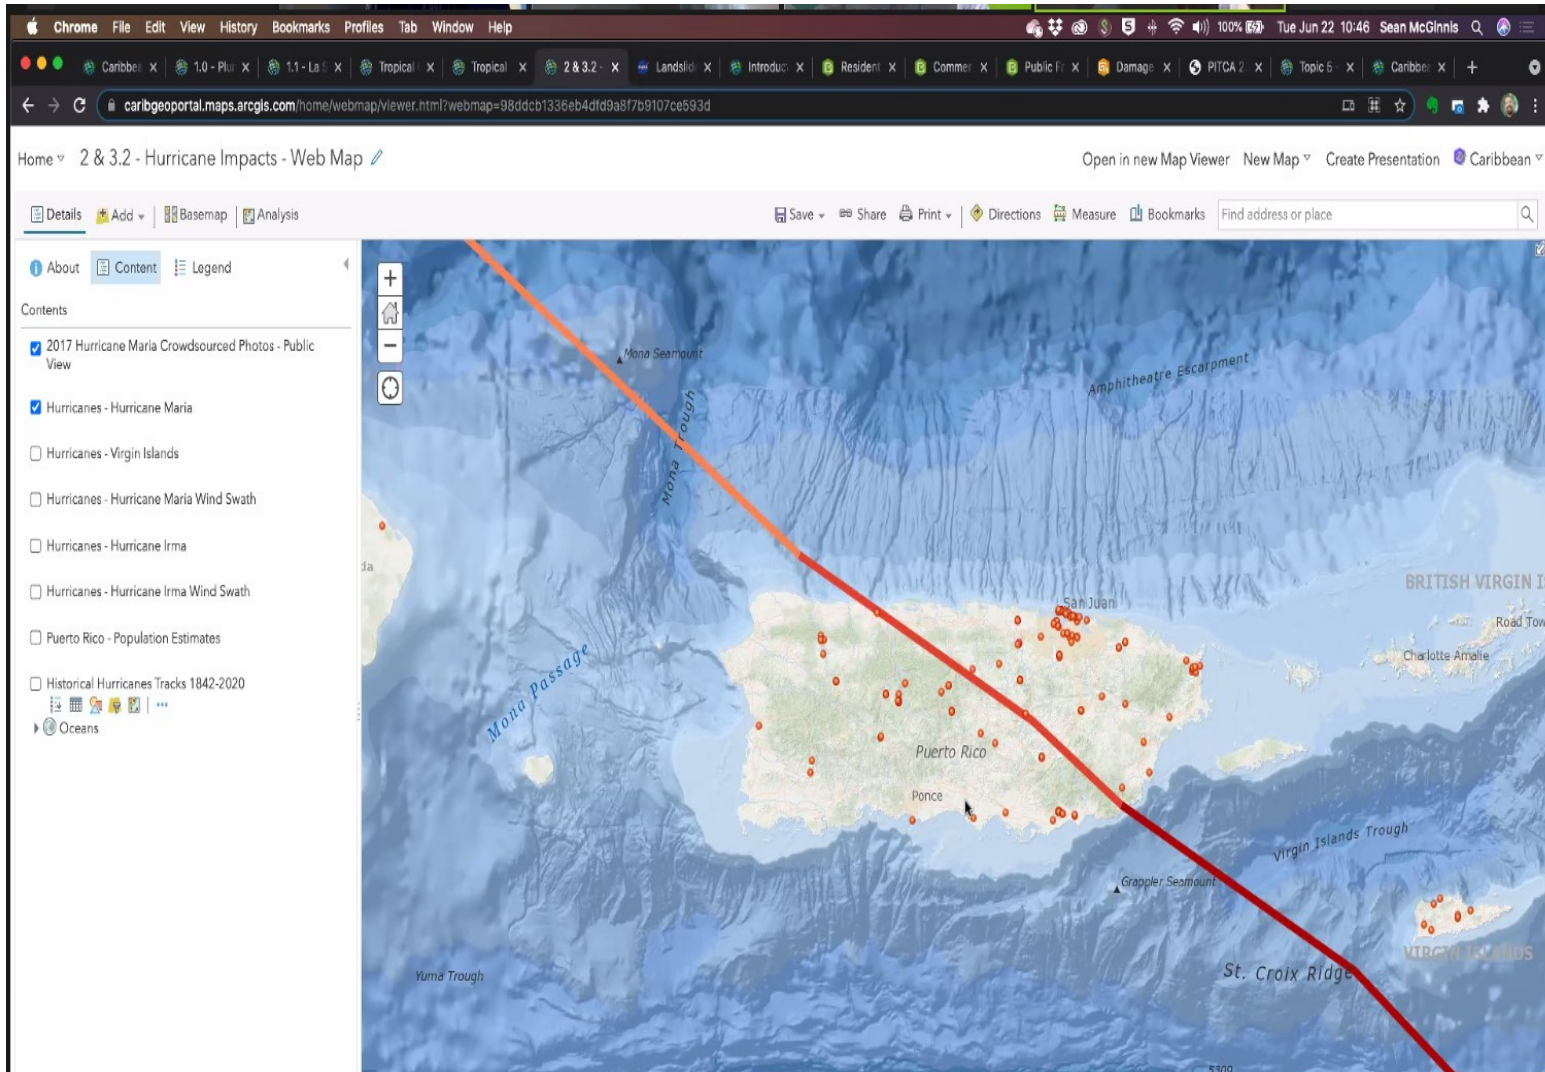 Chrome File Edit View History Bookmarks Profiles Tab Window Help 100% Tue Jun 22 10:46 Sean McGinnis
Caribbe 1.0 - Plu 1.1 - La S Tropical Tropical 2 & 3.2 - Landslid Introduc Resident Commer Public Fa Damage PITCA 2. Topic 5 - Caribbe
caribgeoportal.maps.arcgis.com/home/webmap/viewer.html?webmap=98ddcb1336eb4dfd9a8f7b9107ce593d
Home 2 & 3.2 - Hurricane Impacts - Web Map Open in new Map Viewer New Map Create Presentation Caribbean
Details Add Basemap Analysis Save Share Print Directions Measure Bookmarks Find address or place
About Content Legend
Contents
2017 Hurricane Maria Crowdsourced Photos - Public
View
Hurricanes - Hurricane Maria
Hurricanes - Virgin Islands
Hurricanes - Hurricane Maria Wind Swath
Hurricanes - Hurricane Irma
Hurricanes - Hurricane Irma Wind Swath
Puerto Rico - Population Estimates
Historical Hurricanes Tracks 1842-2020
Oceans
Mona Seamount
Amphitheatre Escarpment
Mona Trough
da
BRITISH VIRGIN I
San Juan
Road Tow
Charlotte Amalie
Mona Passage
Puerto Rico
Ponce
Virgin Islands Trough
Grappler Seamount
VIRGIN ISLANDS
St. Croix Ridge
Yuma Trough